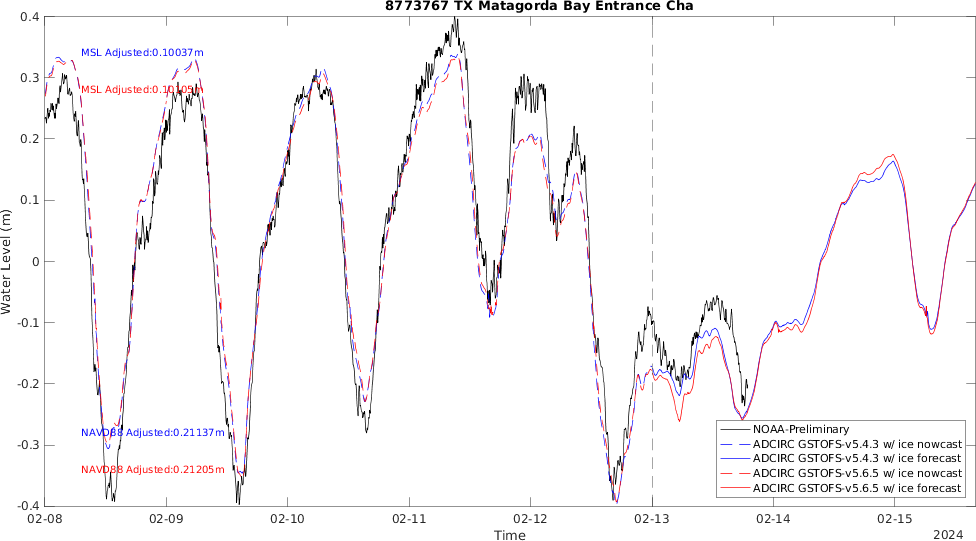 8773767 TX Matagorda Bay Entrance Cha
0.4
0.3
0.2
0.1
0
-0.1
-0.2
-0.3
-0.4
Water Level (m)
MSL Adjusted:0.10037m
MSL Adjusted:0.10105m
NAVD88 Adjusted:0.21137m
NAVD88 Adjusted:0.21205m
NOAA-Preliminary
ADCIRC GSTOFS-v5.4.3 w/ ice nowcast
ADCIRC GSTOFS-v5.4.3 w/ ice forecast
ADCIRC GSTOFS-v5.6.5 w/ ice nowcast
ADCIRC GSTOFS-v5.6.5 w/ ice forecast
02-08 02-09 02-10 02-11 02-12 02-13 02-14 02-15
Time
2024